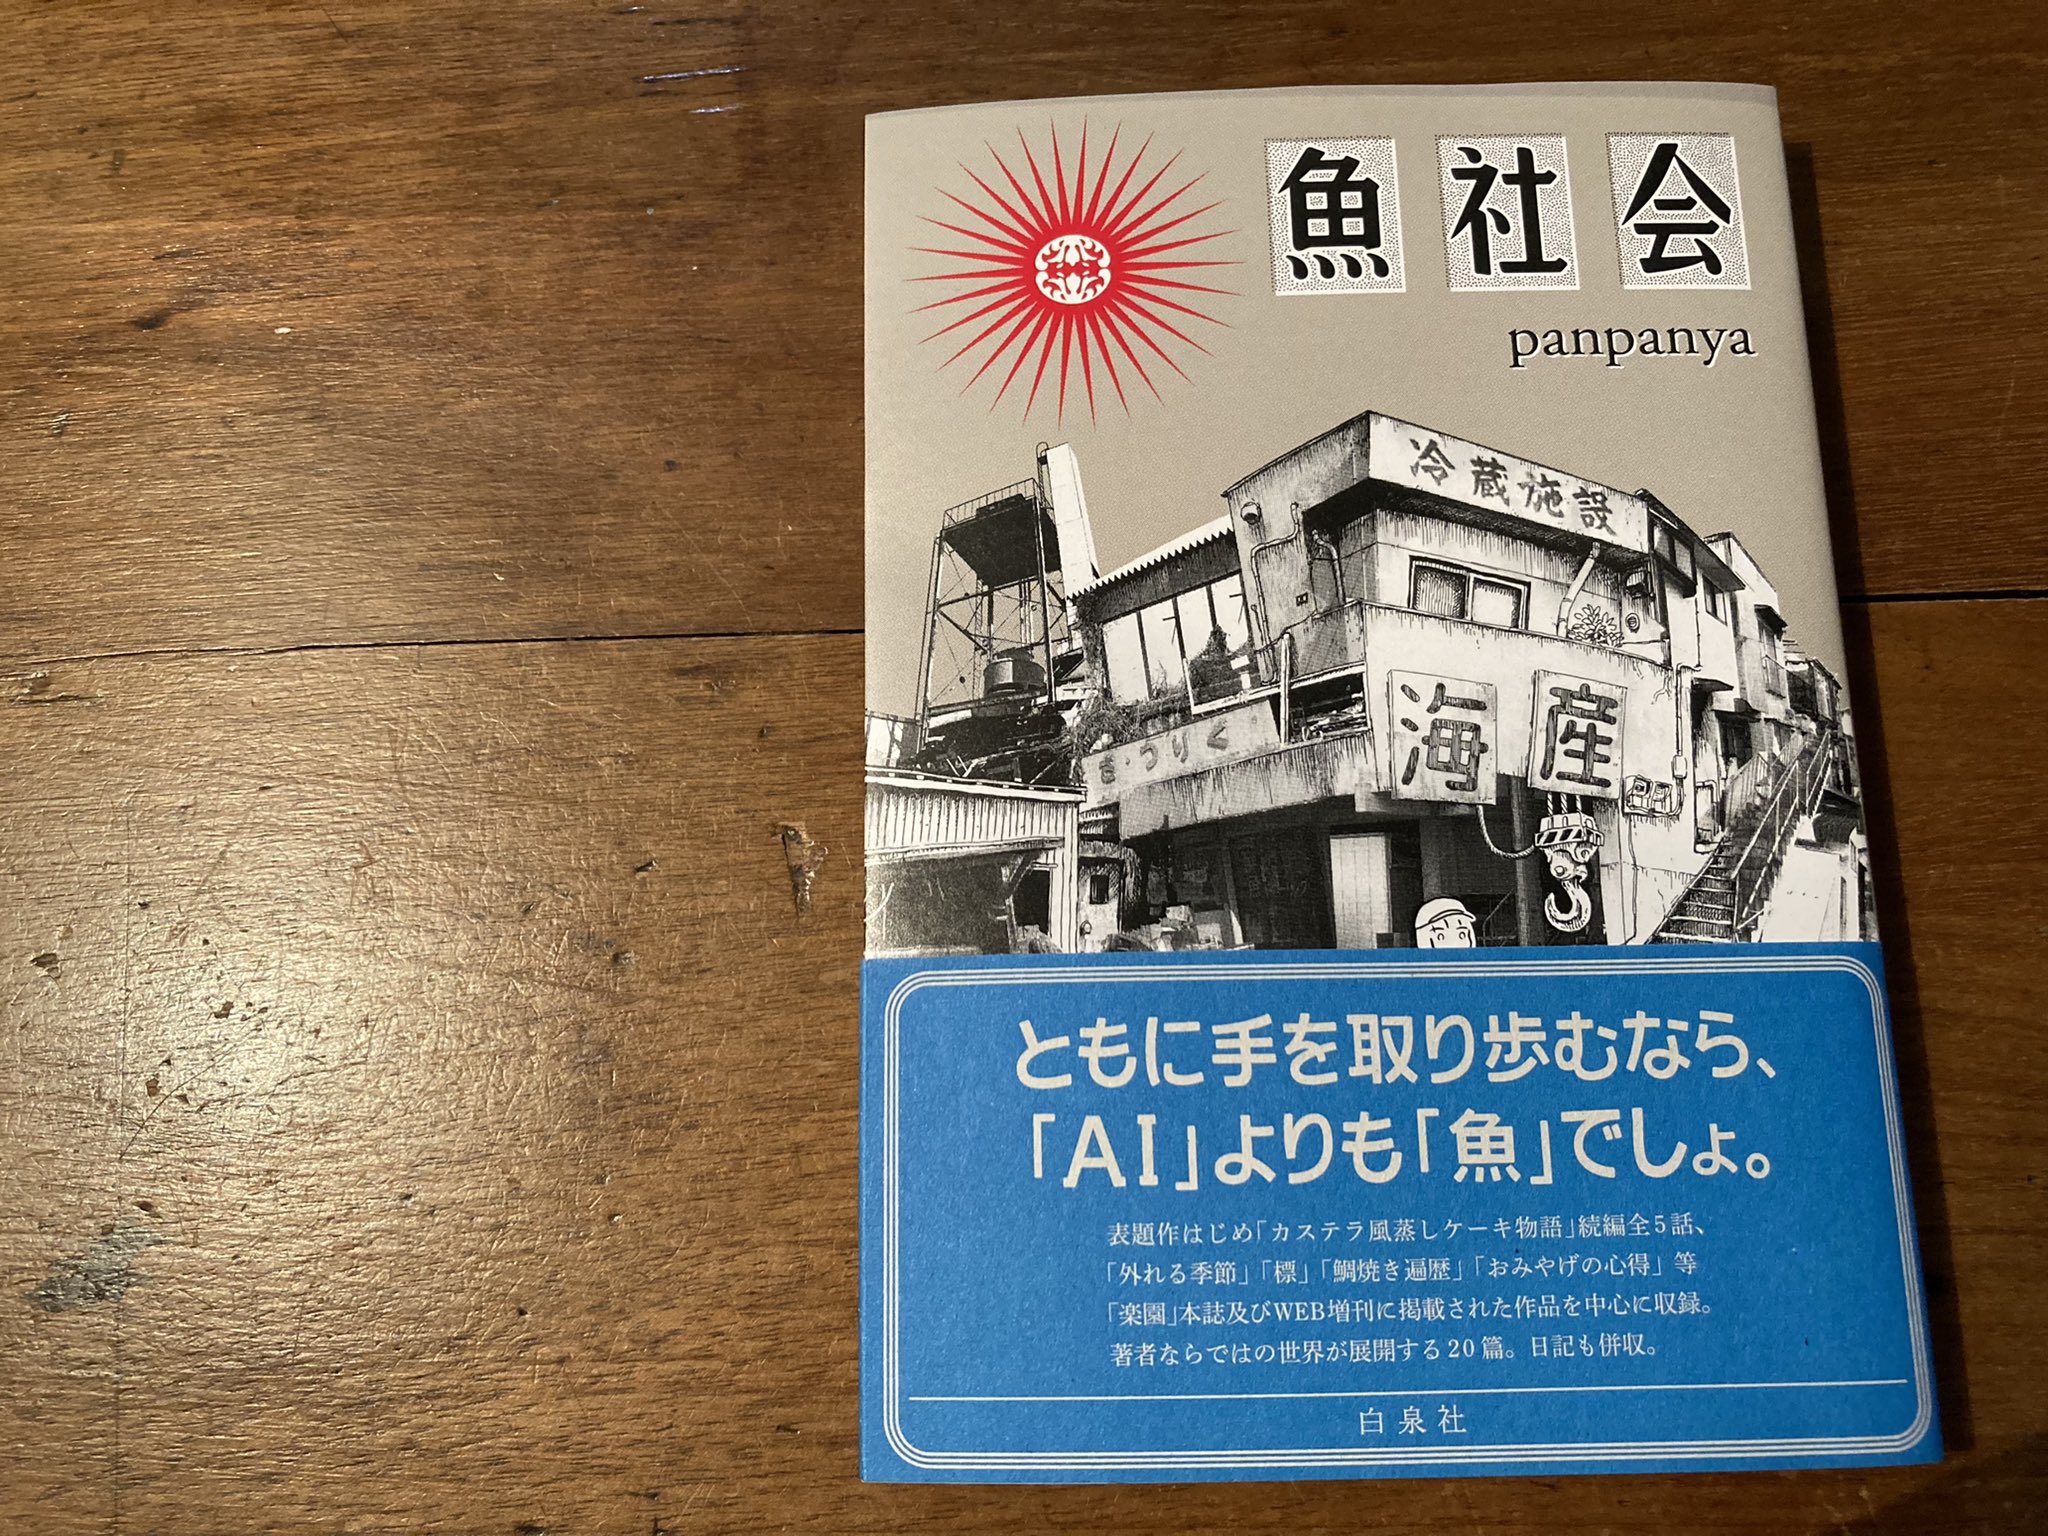 魚社会
panpanya
冷蔵施設
海産
ともに手を取り歩むなら、
「AI」よりも「魚」でしょ。
表題作はじめ「カステラ風蒸しケーキ物語」続編全5話、
「外れる季節」「標」「鯛焼き遍歴」「おみやげの心得」等
「楽園」本誌及びWEB増刊に掲載された作品を中心に収録。
著者ならではの世界が展開する20篇。日記も併収。
白泉社